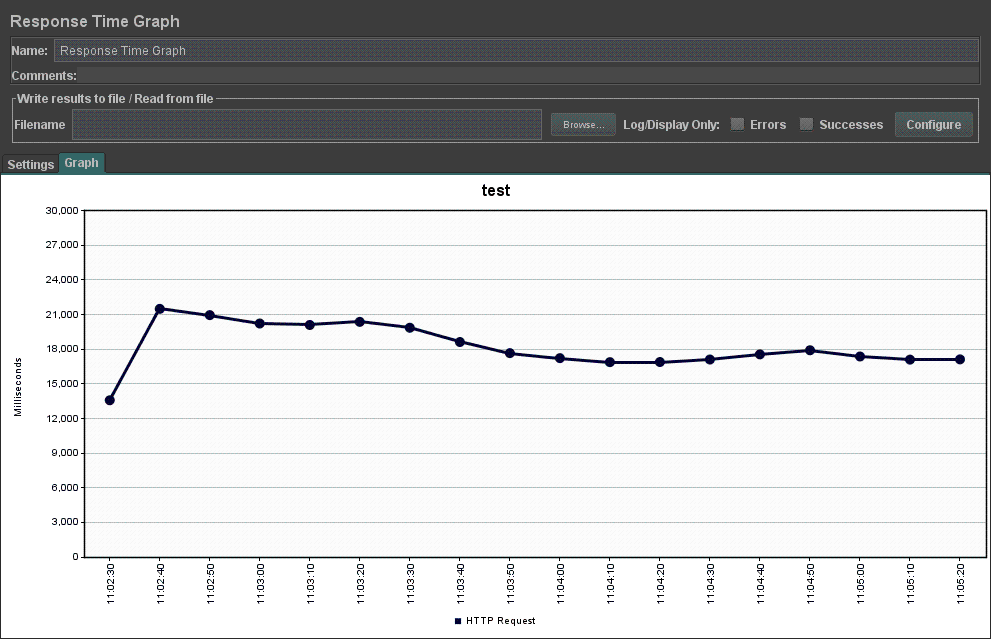 Response Time Graph
Name: Response Time Graph
Comments:
Write results to file / Read from file
Filename Browse... Log/Display Only: Errors Successes Configure
Settings Graph
test
30,000
27,000
24,000
21,000
18,000
15,000
12,000
9,000
6,000
3,000
0
Milliseconds
11:02:30 11:02:40 11:02:50 11:03:00 11:03:10 11:03:20 11:03:30 11:03:40 11:03:50 11:04:00 11:04:10 11:04:20 11:04:30 11:04:40 11:04:50 11:05:00 11:05:10 11:05:20
HTTP Request